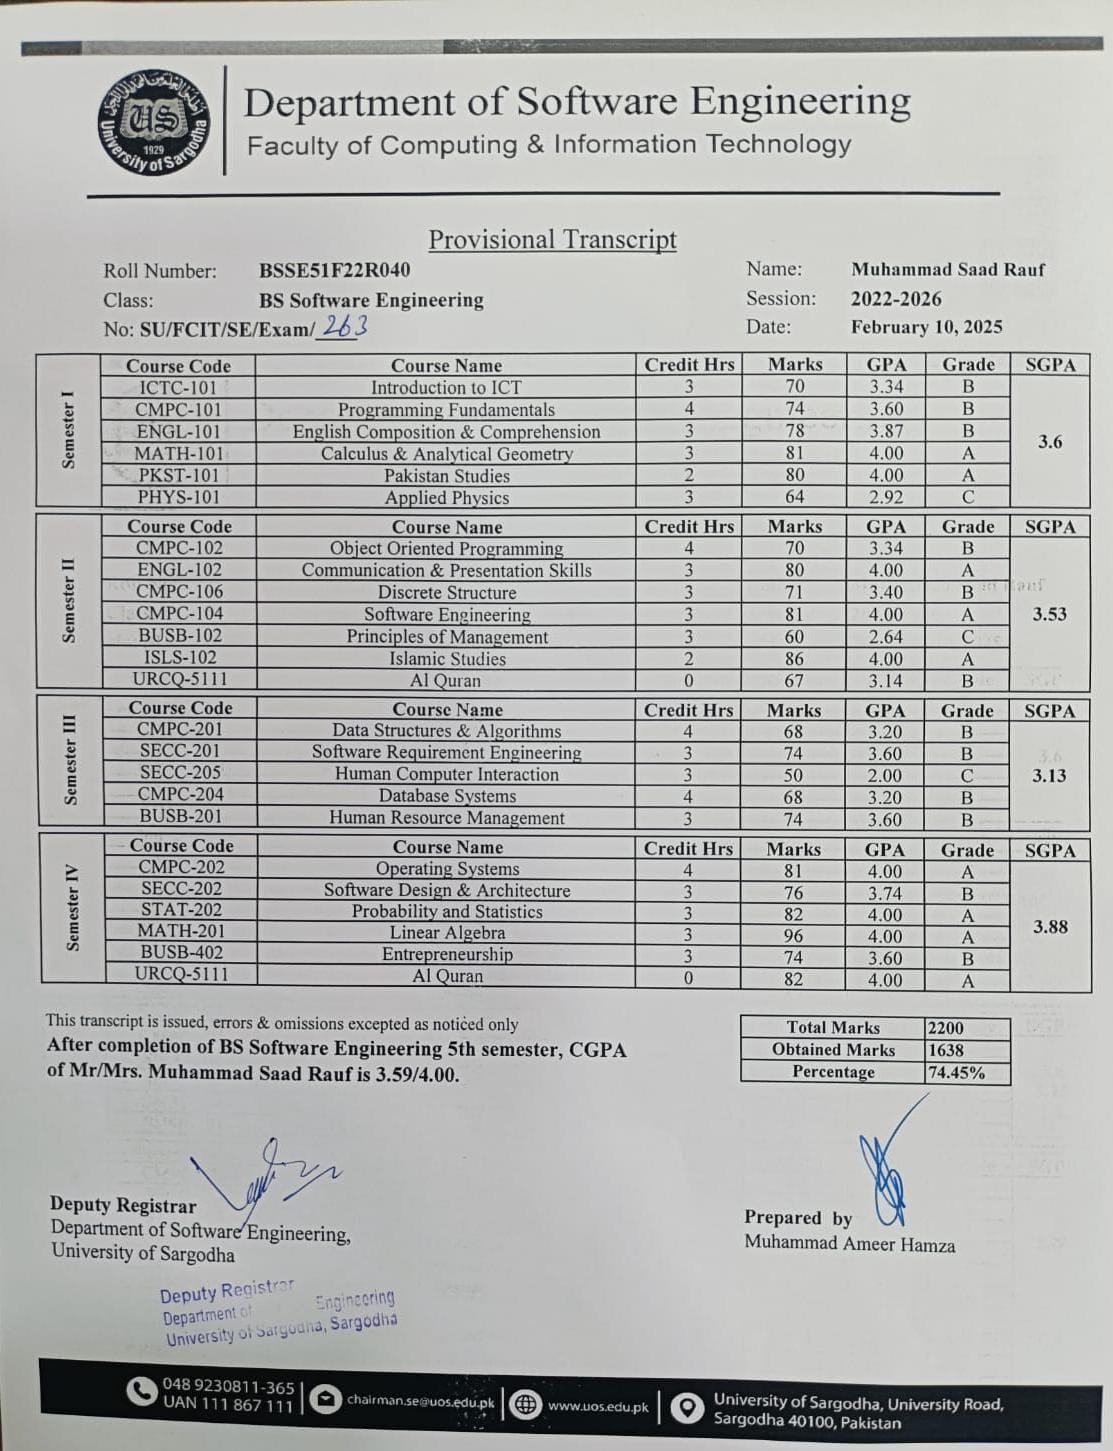 University of Sargodha
US
1929
Department of Software Engineering
Faculty of Computing & Information Technology
Provisional Transcript
Roll Number: BSSE51F22R040 Name: Muhammad Saad Rauf
Class: BS Software Engineering Session: 2022-2026
No: SU/FCIT/SE/Exam/ 263 Date: February 10, 2025
Semester I
Course Code Course Name Credit Hrs Marks GPA Grade SGPA
ICTC-101 Introduction to ICT 3 70 3.34 B
CMPC-101 Programming Fundamentals 4 74 3.60 B
ENGL-101 English Composition & Comprehension 3 78 3.87 B
MATH-101 Calculus & Analytical Geometry 3 81 4.00 A
PKST-101 Pakistan Studies 2 80 4.00 A
PHYS-101 Applied Physics 3 64 2.92 C
3.6
Semester II
Course Code Course Name Credit Hrs Marks GPA Grade SGPA
CMPC-102 Object Oriented Programming 4 70 3.34 B
ENGL-102 Communication & Presentation Skills 3 80 4.00 A
CMPC-106 Discrete Structure 3 71 3.40 B
CMPC-104 Software Engineering 3 81 4.00 A
BUSB-102 Principles of Management 3 60 2.64 C
ISLS-102 Islamic Studies 2 86 4.00 A
URCQ-5111 Al Quran 0 67 3.14 B
3.53
Semester III
Course Code Course Name Credit Hrs Marks GPA Grade SGPA
CMPC-201 Data Structures & Algorithms 4 68 3.20 B
SECC-201 Software Requirement Engineering 3 74 3.60 B
SECC-205 Human Computer Interaction 3 50 2.00 C
CMPC-204 Database Systems 4 68 3.20 B
BUSB-201 Human Resource Management 3 74 3.60 B
3.13
Semester IV
Course Code Course Name Credit Hrs Marks GPA Grade SGPA
CMPC-202 Operating Systems 4 81 4.00 A
SECC-202 Software Design & Architecture 3 76 3.74 B
STAT-202 Probability and Statistics 3 82 4.00 A
MATH-201 Linear Algebra 3 96 4.00 A
BUSB-402 Entrepreneurship 3 74 3.60 B
URCQ-5111 Al Quran 0 82 4.00 A
3.88
This transcript is issued, errors & omissions excepted as noticed only
After completion of BS Software Engineering 5th semester, CGPA
of Mr/Mrs. Muhammad Saad Rauf is 3.59/4.00.
Total Marks 2200
Obtained Marks 1638
Percentage 74.45%
Deputy Registrar
Department of Software Engineering,
University of Sargodha
Prepared by
Muhammad Ameer Hamza
Deputy Registrar
Department of Engineering
University of Sargodha, Sargodha
048 9230811-365
UAN 111 867 111
chairman.se@uos.edu.pk
www.uos.edu.pk
University of Sargodha, University Road,
Sargodha 40100, Pakistan